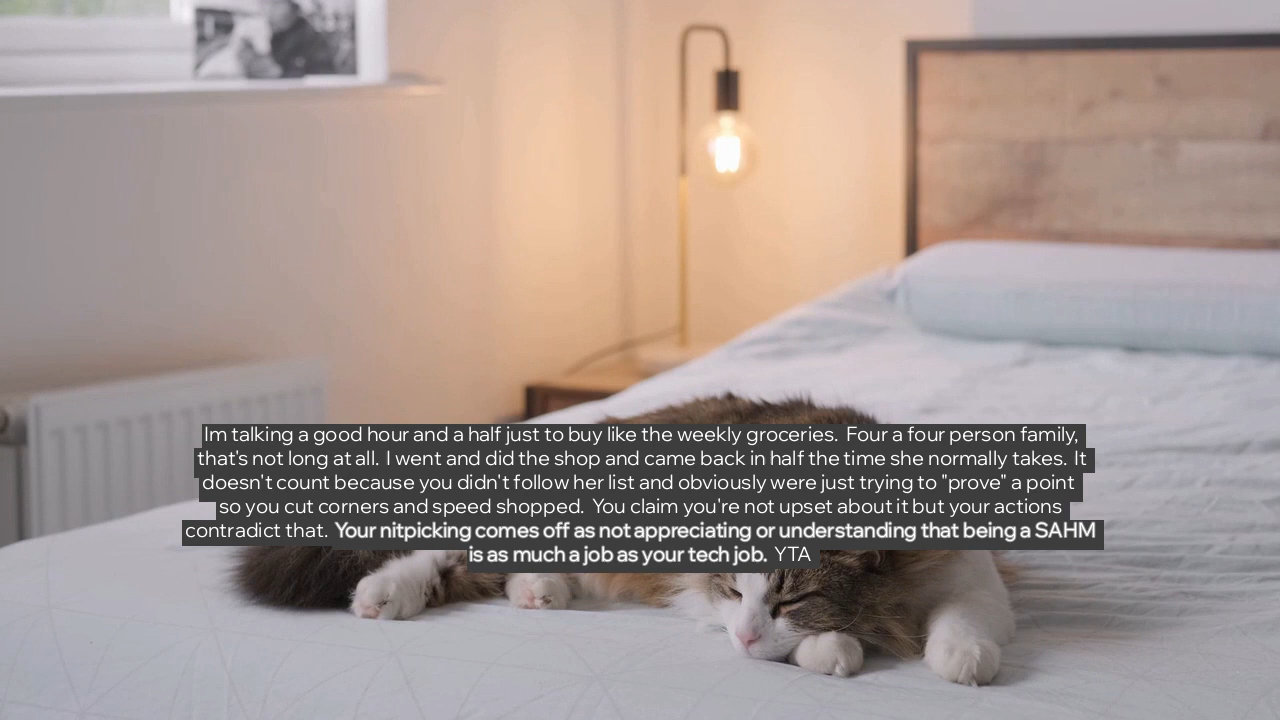 Im talking a good hour and a half just to buy like the weekly groceries. Four a four person family,
that's not long at all. I went and did the shop and came back in half the time she normally takes. It
doesn't count because you didn't follow her list and obviously were just trying to "prove" a point
so you cut corners and speed shopped. You claim you're not upset about it but your actions
contradict that. Your nitpicking comes off as not appreciating or understanding that being a SAHM
is as much a job as your tech job. YTA